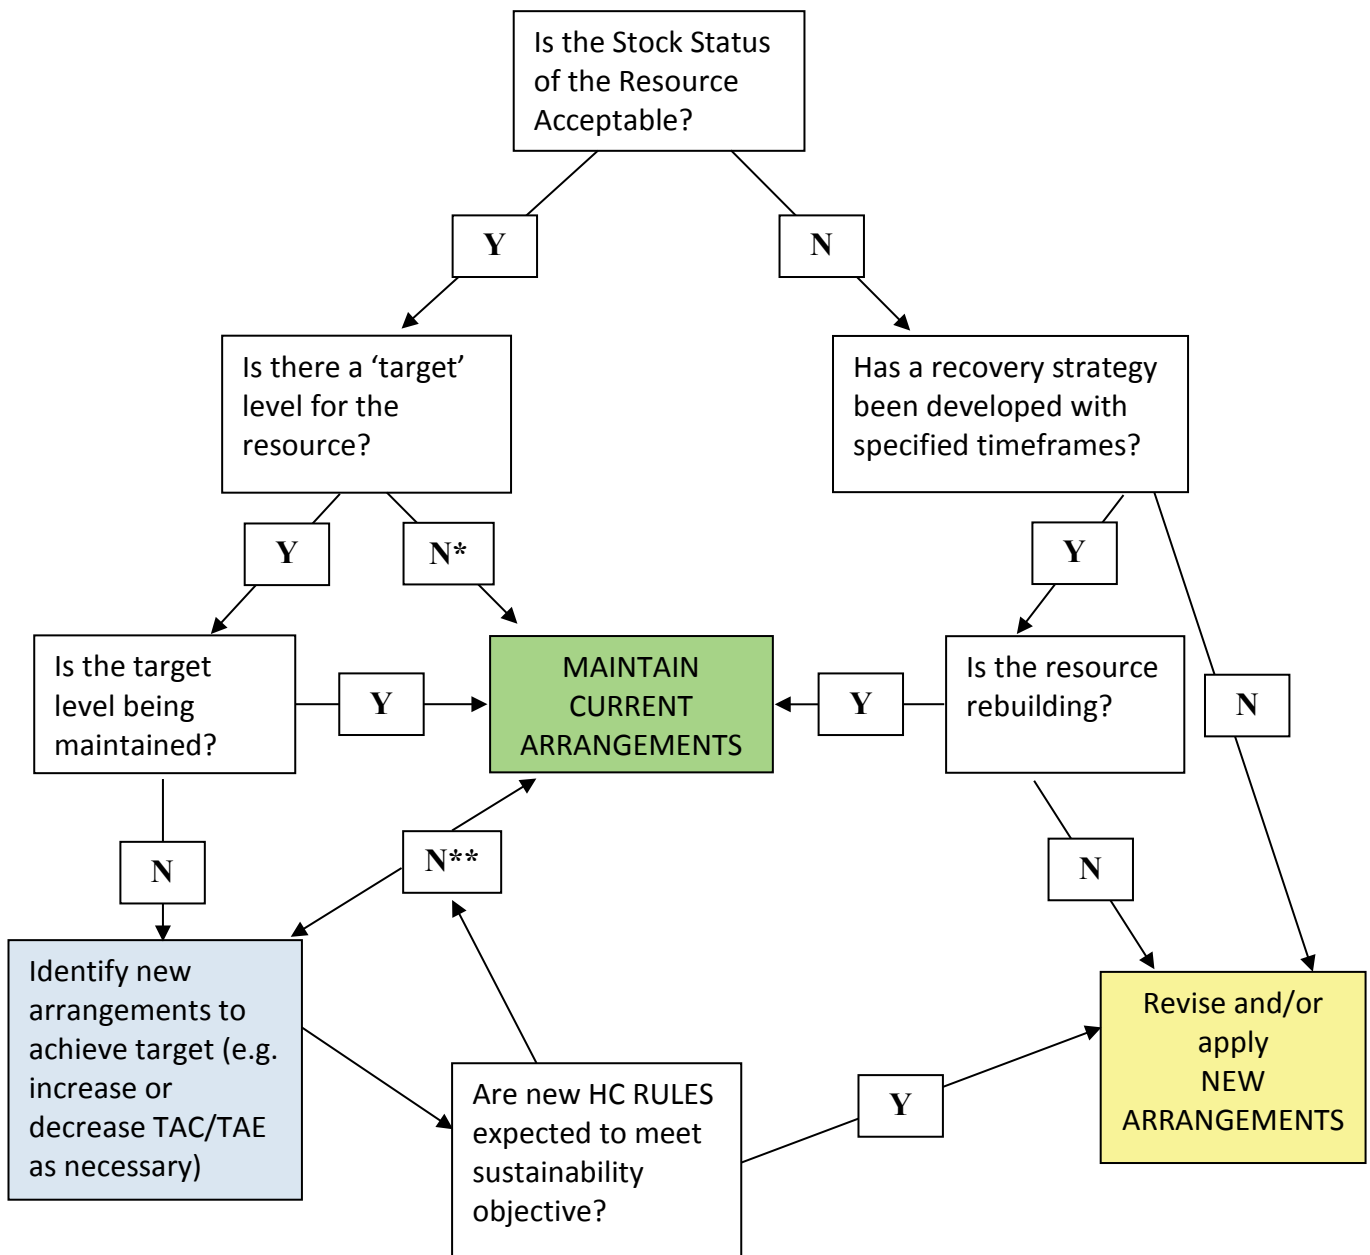 Is the Stock Status
of the Resource
Acceptable?
Y
N
Is there a ‘target’
level for the
resource?
Has a recovery strategy
been developed with
specified timeframes?
Y
N*
Y
Is the target
level being
maintained?
Y
MAINTAIN
CURRENT
ARRANGEMENTS
Y
Is the resource
rebuilding?
N
N
N**
N
Identify new
arrangements to
achieve target (e.g.
increase or
decrease TAC/TAE
as necessary)
Are new HC RULES
expected to meet
sustainability
objective?
Y
Revise and/or
apply
NEW
ARRANGEMENTS